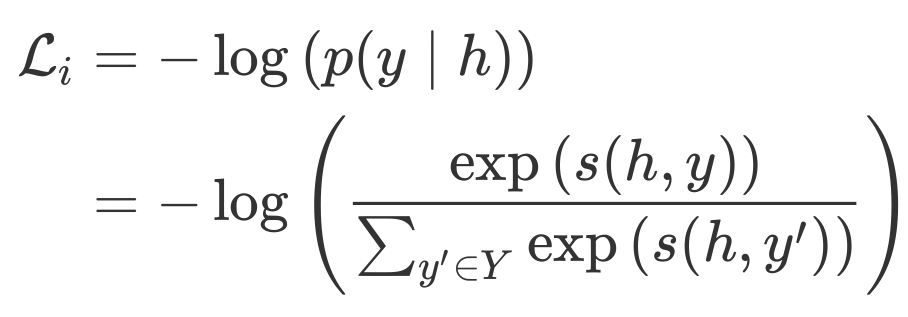 ℒᵢ = − log (p(y | h))
= − log ( exp (s(h, y)) / ∑_{y′∈Y} exp (s(h, y′)) )